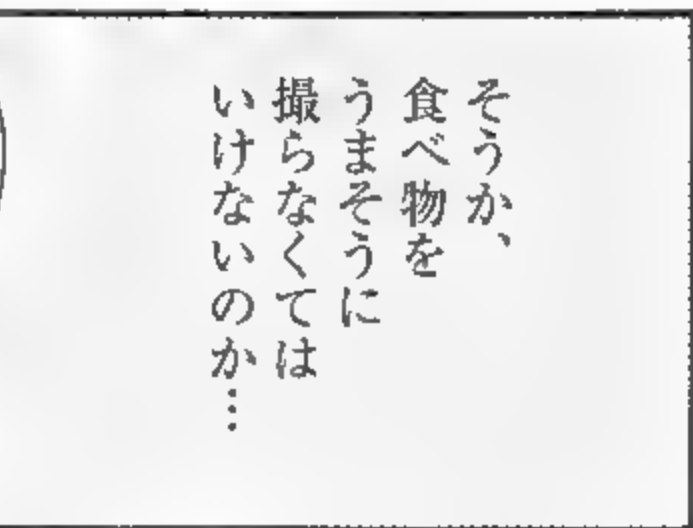 そうか、
食べ物を
うまそうに
撮らなくては
いけないのか…